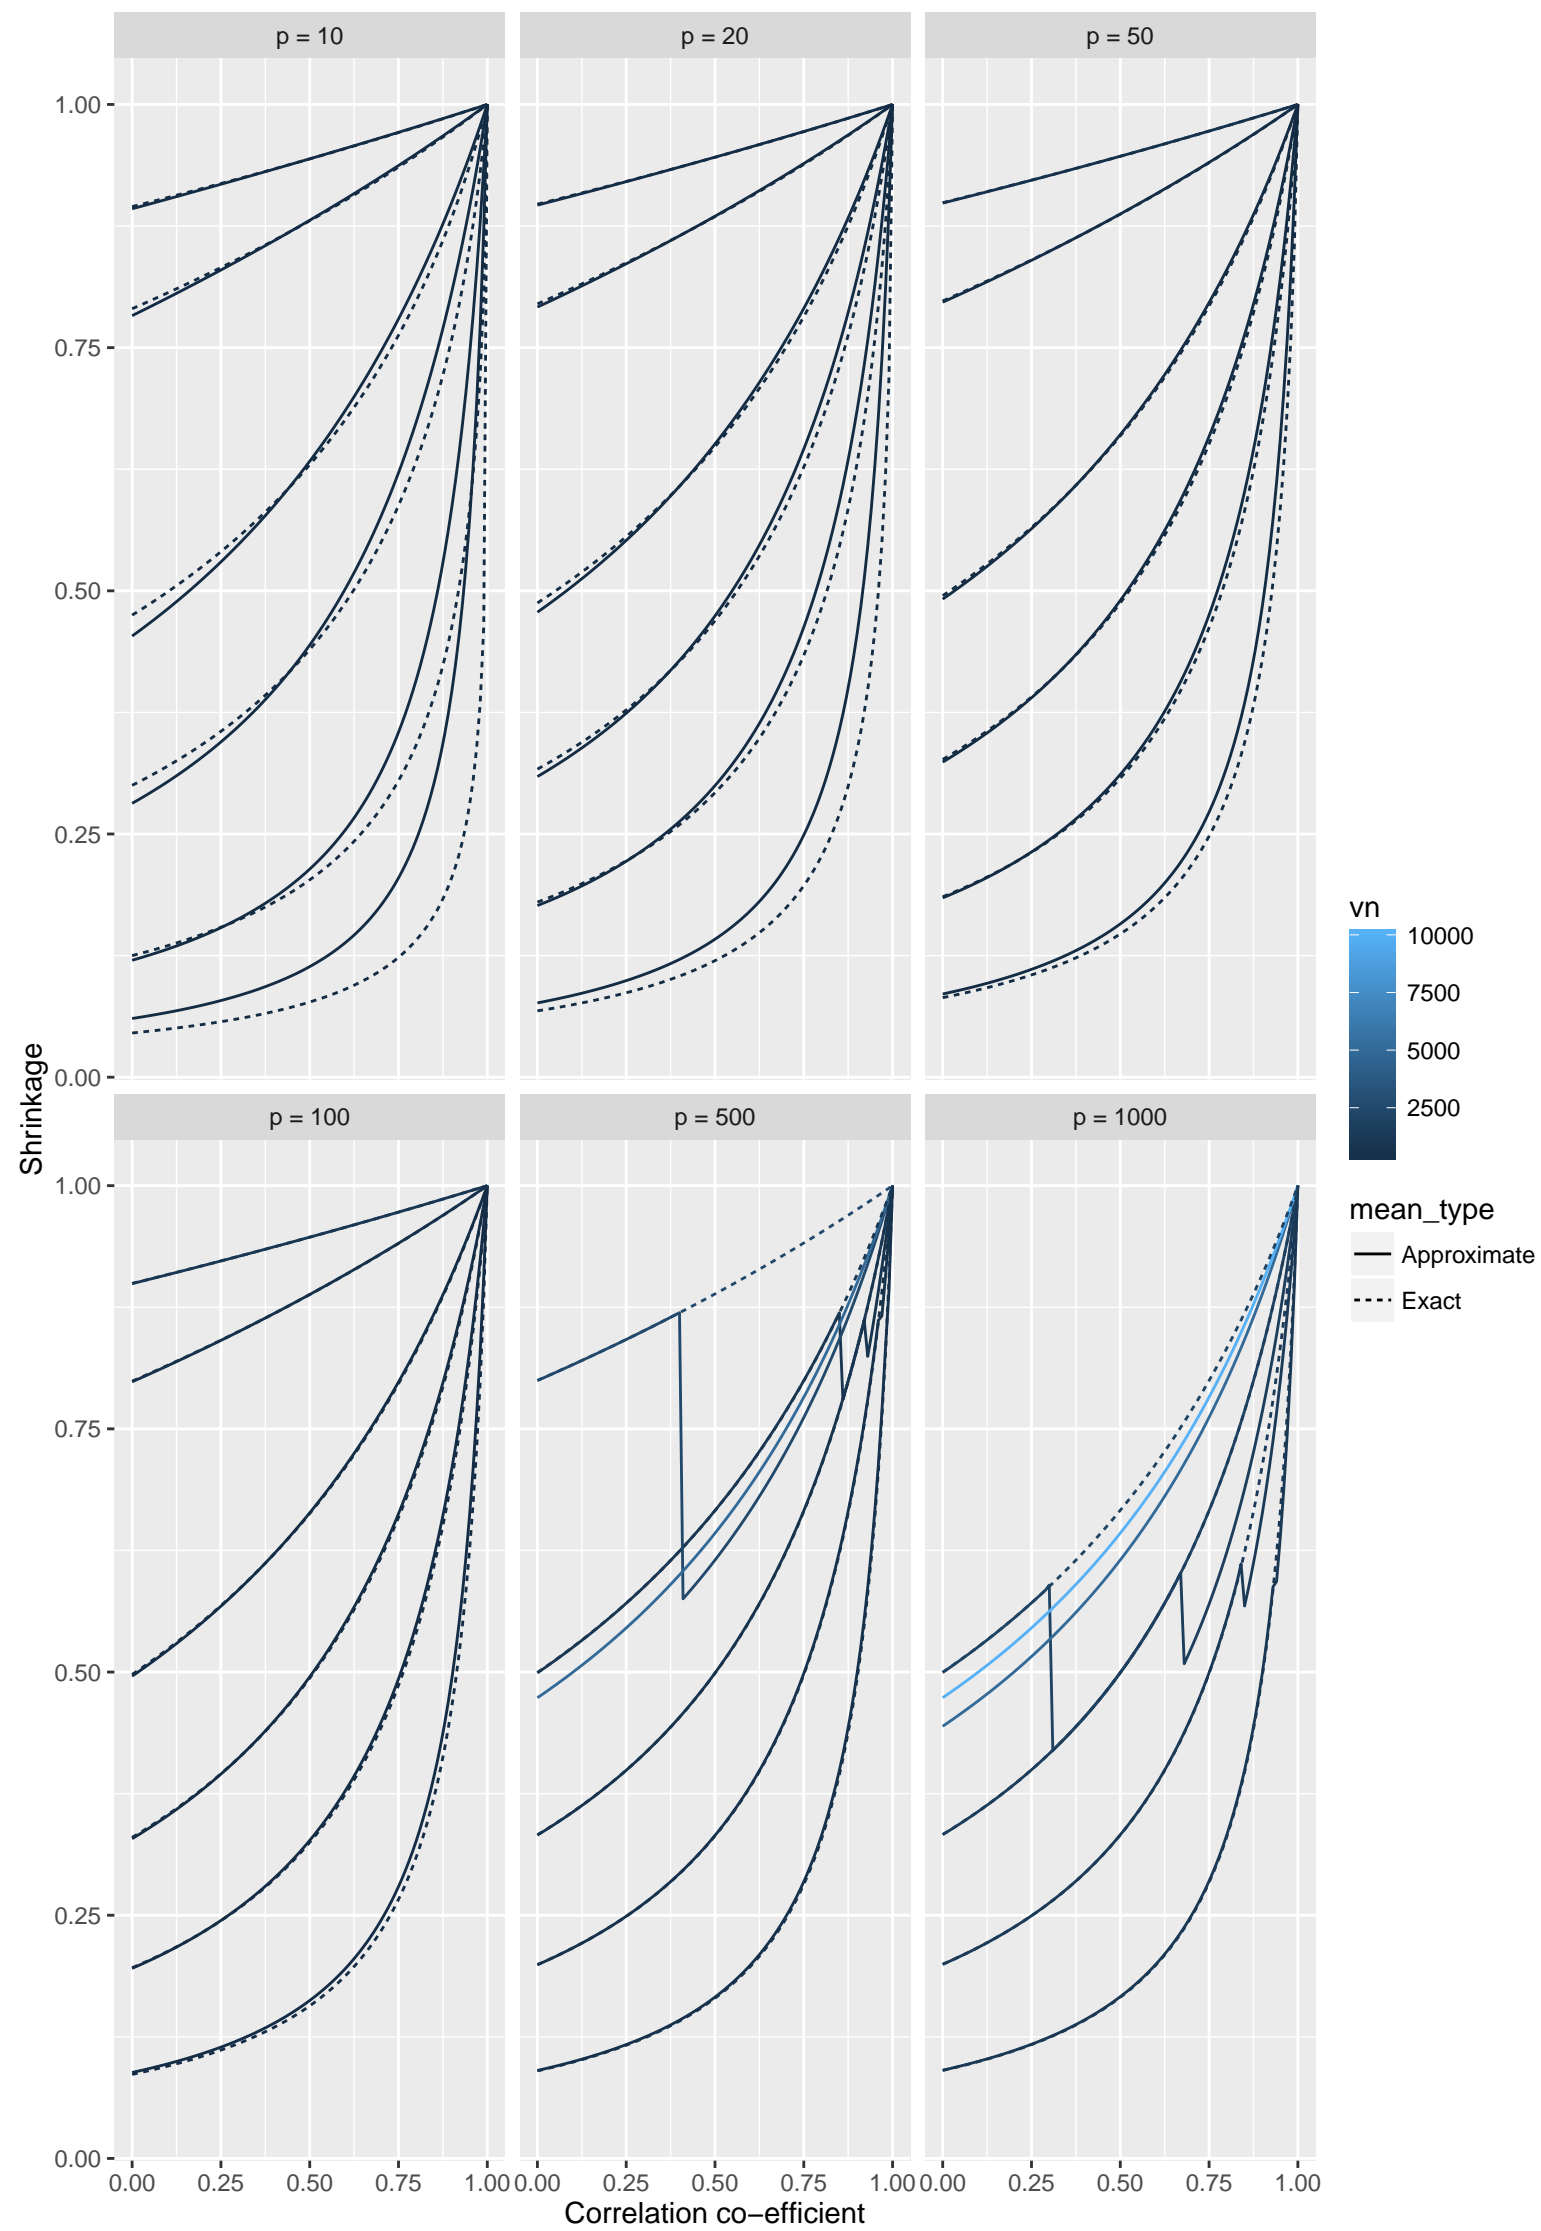 p = 10
p = 20
p = 50
1.00
0.75
0.50
0.25
0.00
p = 100
p = 500
p = 1000
1.00
0.75
0.50
0.25
0.00
0.00 0.25 0.50 0.75 1.00
0.00 0.25 0.50 0.75 1.00
0.00 0.25 0.50 0.75 1.00
Correlation co−efficient
Shrinkage
vn
10000
7500
5000
2500
mean_type
Approximate
Exact